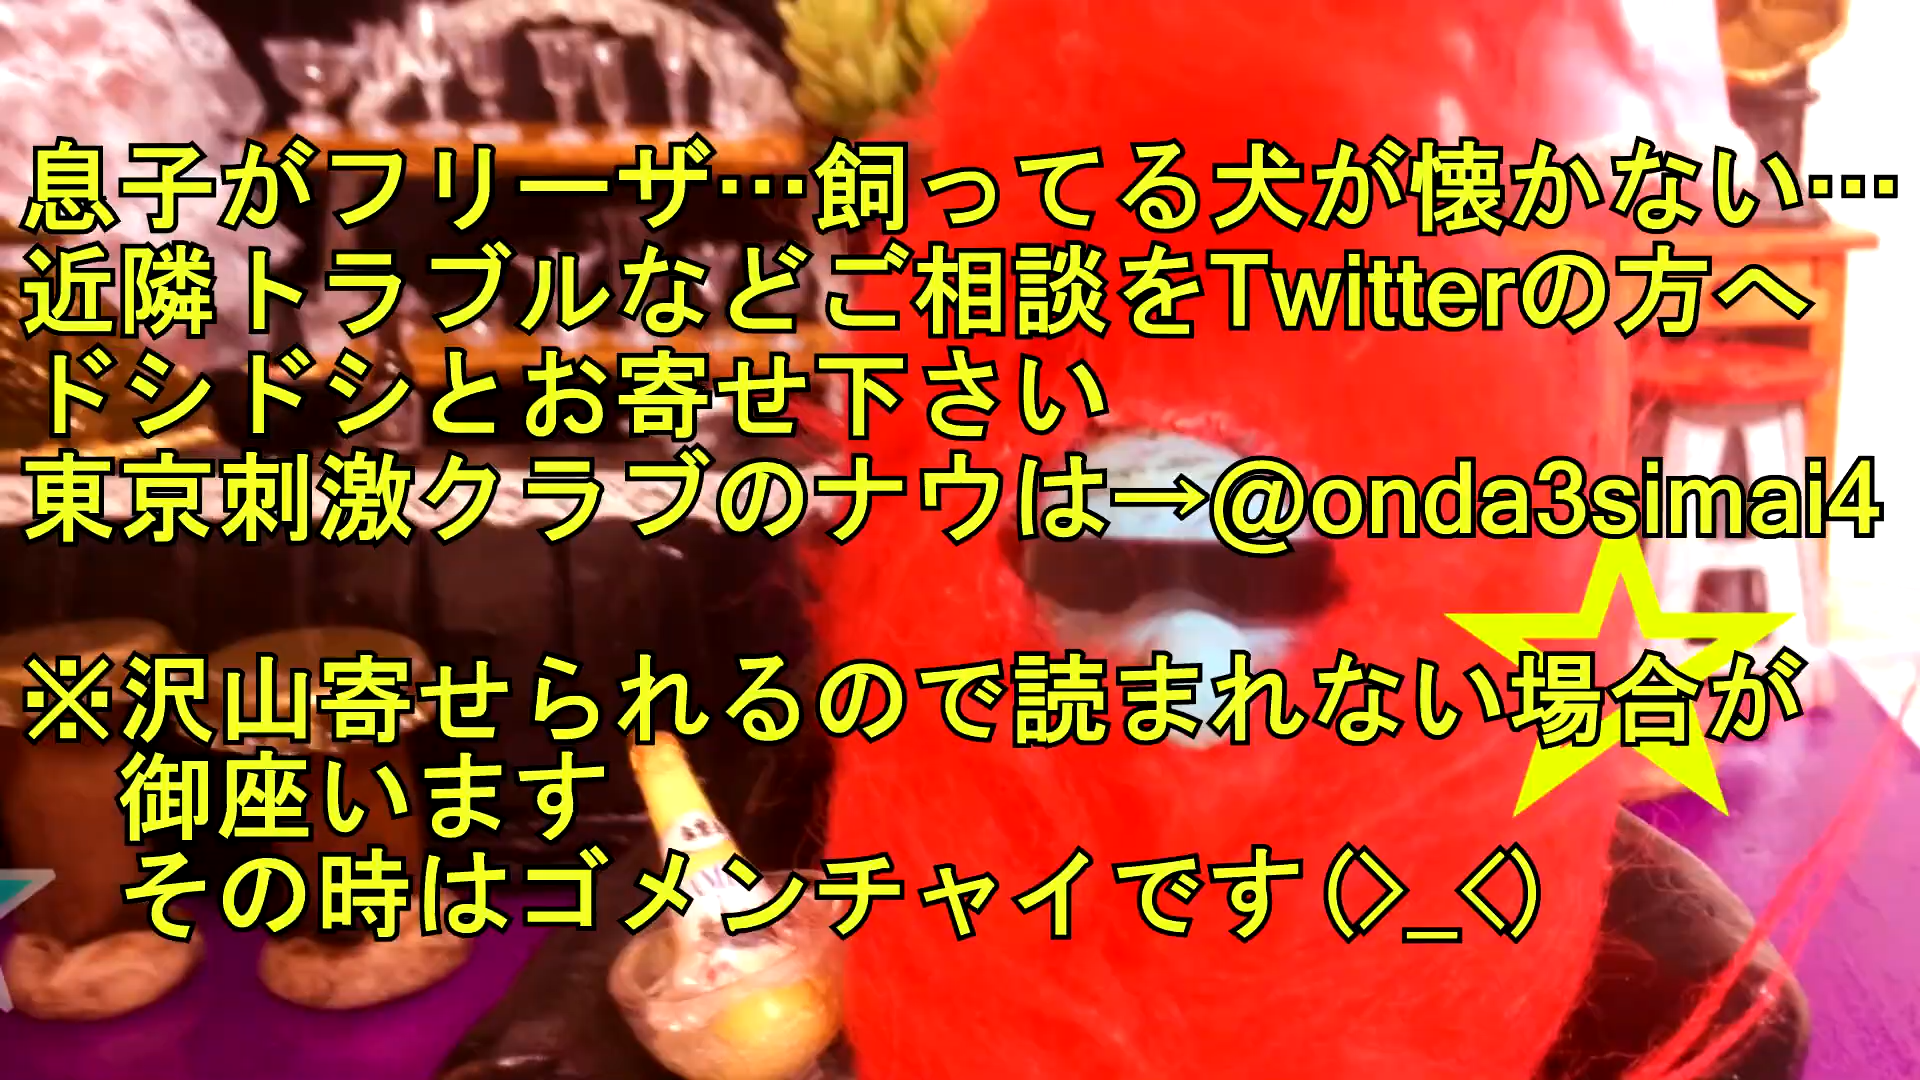 息子がフリーザ…飼ってる犬が懐かない…
近隣トラブルなどご相談をTwitterの方へ
ドシドシとお寄せ下さい
東京刺激クラブのナウは→@onda3simai4
※沢山寄せられるので読まれない場合が
御座います
その時はゴメンチャイです(>_<)